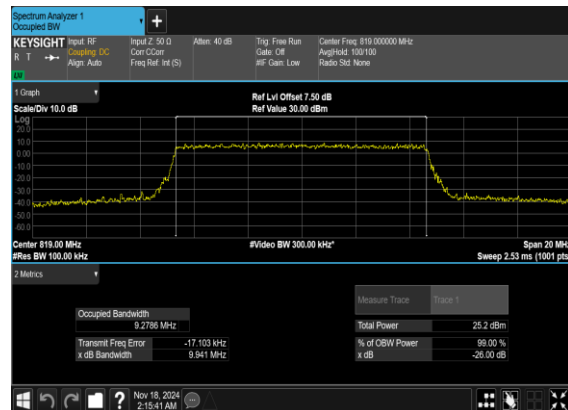 Spectrum Analyzer 1
Occupied BW
KEYSIGHT Input: RF Input Z: 50 Ω Atten: 40 dB Trig: Free Run Center Freq: 819.000000 MHz
R T Coupling: DC Corr CCorr Gate: Off Avg|Hold: 100/100
Align: Auto Freq Ref: Int (S) #IF Gain: Low Radio Std: None
1 Graph
Ref Lvl Offset 7.50 dB
Scale/Div 10.0 dB Ref Value 30.00 dBm
Log
20.0
10.0
0.00
-10.0
-20.0
-30.0
-40.0
-50.0
-60.0
Center 819.00 MHz #Video BW 300.00 kHz* Span 20 MHz
#Res BW 100.00 kHz Sweep 2.53 ms (1001 pts)
2 Metrics
Measure Trace Trace 1
Occupied Bandwidth
9.2786 MHz Total Power 25.2 dBm
Transmit Freq Error -17.103 kHz % of OBW Power 99.00 %
x dB Bandwidth 9.941 MHz x dB -26.00 dB
Nov 18, 2024
2:15:41 AM